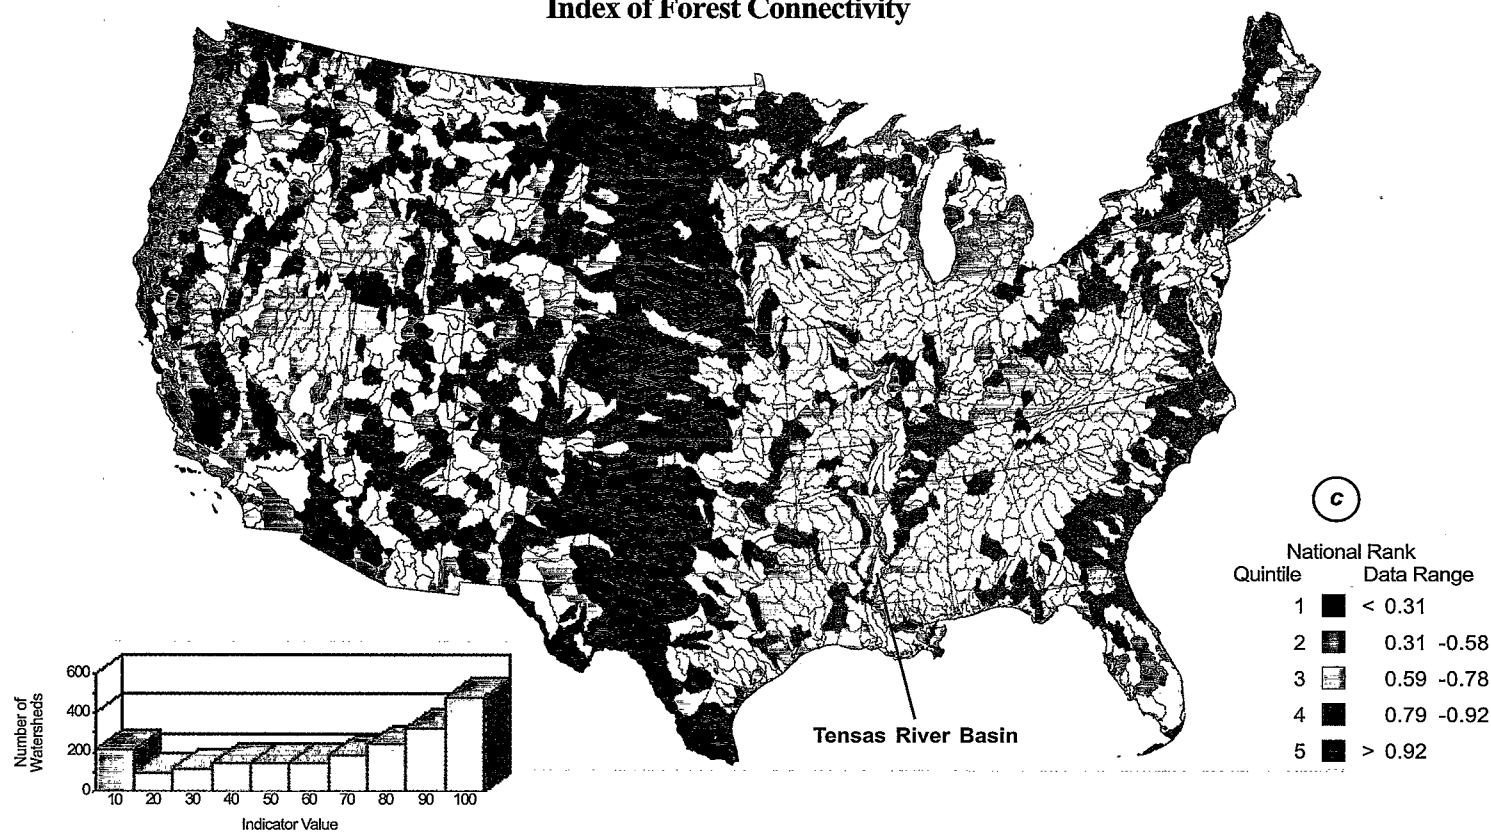 Index of Forest Connectivity
c
National Rank
Quintile Data Range
1 < 0.31
2 0.31 -0.58
3 0.59 -0.78
4 0.79 -0.92
5 > 0.92
Tensas River Basin
Number of
Watersheds
600
400
200
0
10 20 30 40 50 60 70 80 90 100
Indicator Value